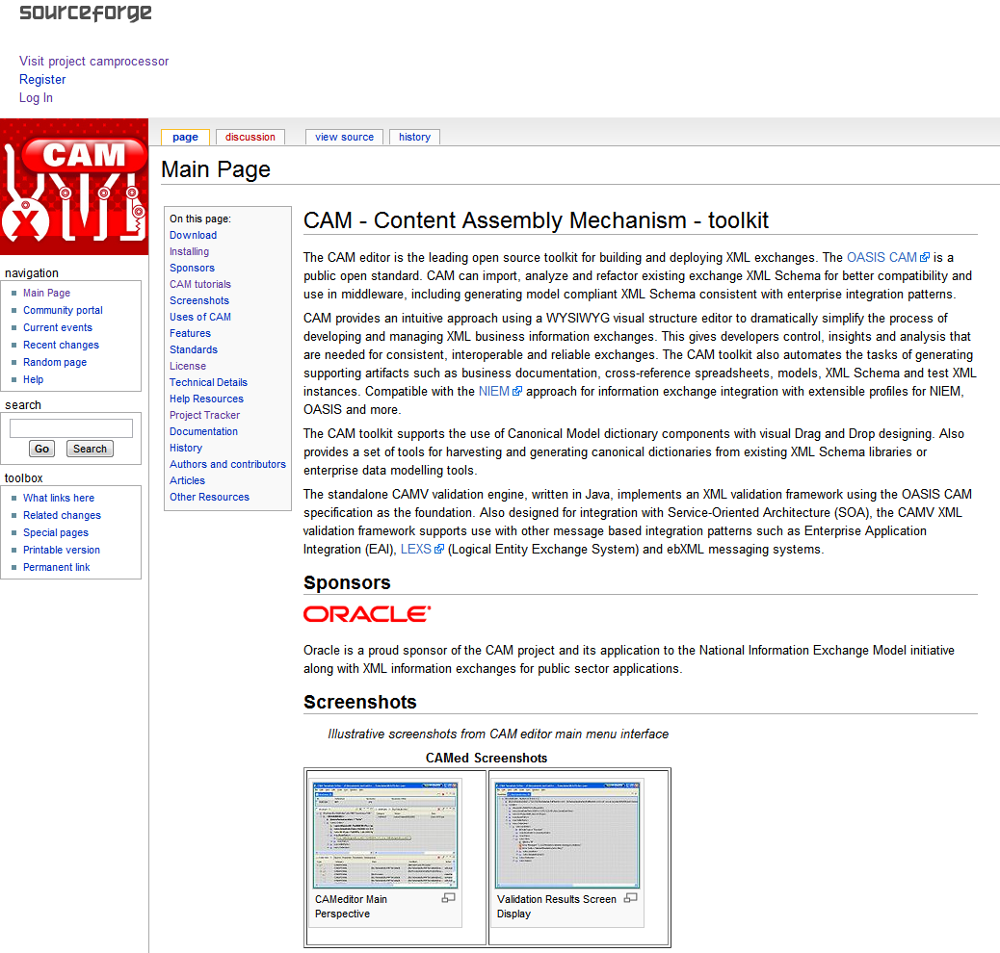 sourceforge
Visit project camprocessor
Register
Log In
CAM
XML
page
discussion
view source
history
Main Page
navigation
Main Page
Community portal
Current events
Recent changes
Random page
Help
search
Go
Search
toolbox
What links here
Related changes
Special pages
Printable version
Permanent link
On this page:
Download
Installing
Sponsors
CAM tutorials
Screenshots
Uses of CAM
Features
Standards
License
Technical Details
Help Resources
Project Tracker
Documentation
History
Authors and contributors
Articles
Other Resources
CAM - Content Assembly Mechanism - toolkit
The CAM editor is the leading open source toolkit for building and deploying XML exchanges. The OASIS CAM is a
public open standard. CAM can import, analyze and refactor existing exchange XML Schema for better compatibility and
use in middleware, including generating model compliant XML Schema consistent with enterprise integration patterns.
CAM provides an intuitive approach using a WYSIWYG visual structure editor to dramatically simplify the process of
developing and managing XML business information exchanges. This gives developers control, insights and analysis that
are needed for consistent, interoperable and reliable exchanges. The CAM toolkit also automates the tasks of generating
supporting artifacts such as business documentation, cross-reference spreadsheets, models, XML Schema and test XML
instances. Compatible with the NIEM approach for information exchange integration with extensible profiles for NIEM,
OASIS and more.
The CAM toolkit supports the use of Canonical Model dictionary components with visual Drag and Drop designing. Also
provides a set of tools for harvesting and generating canonical dictionaries from existing XML Schema libraries or
enterprise data modelling tools.
The standalone CAMV validation engine, written in Java, implements an XML validation framework using the OASIS CAM
specification as the foundation. Also designed for integration with Service-Oriented Architecture (SOA), the CAMV XML
validation framework supports use with other message based integration patterns such as Enterprise Application
Integration (EAI), LEXS (Logical Entity Exchange System) and ebXML messaging systems.
Sponsors
ORACLE
Oracle is a proud sponsor of the CAM project and its application to the National Information Exchange Model initiative
along with XML information exchanges for public sector applications.
Screenshots
Illustrative screenshots from CAM editor main menu interface
CAMed Screenshots
CAMeditor Main
Perspective
Validation Results Screen
Display